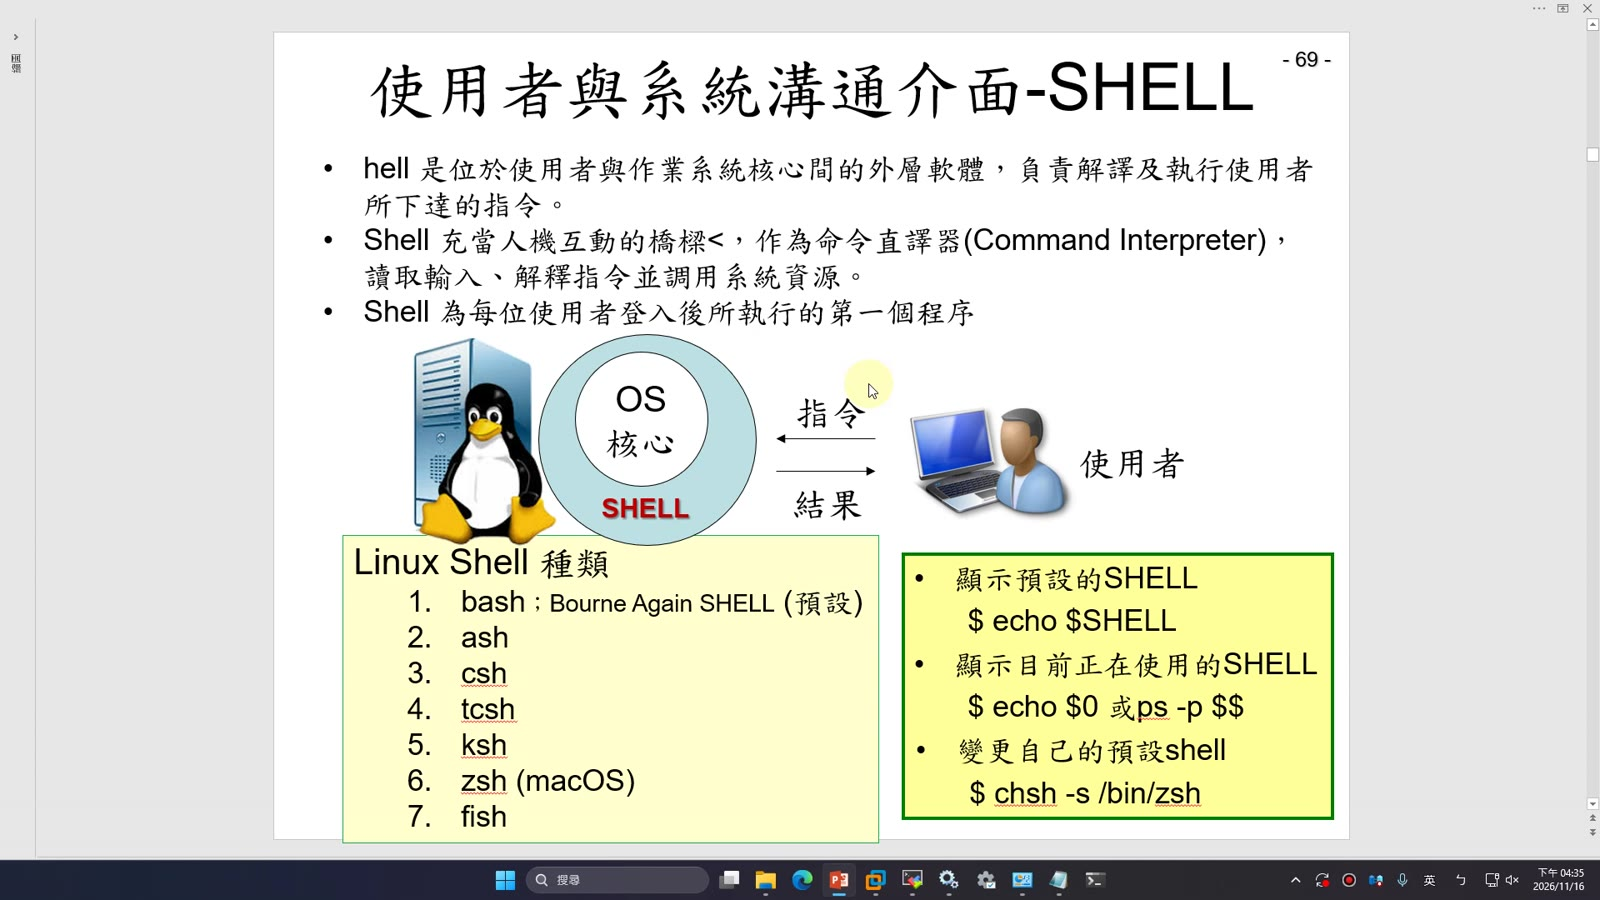 - 69 -
使用者與系統溝通介面-SHELL
• hell 是位於使用者與作業系統核心間的外層軟體，負責解譯及執行使用者
所下達的指令。
• Shell 充當人機互動的橋樑<，作為命令直譯器(Command Interpreter)，
讀取輸入、解釋指令並調用系統資源。
• Shell 為每位使用者登入後所執行的第一個程序
OS
核心
SHELL
指令
結果
使用者
Linux Shell 種類
1. bash；Bourne Again SHELL (預設)
2. ash
3. csh
4. tcsh
5. ksh
6. zsh (macOS)
7. fish
• 顯示預設的SHELL
$ echo $SHELL
• 顯示目前正在使用的SHELL
$ echo $0 或ps -p $$
• 變更自己的預設shell
$ chsh -s /bin/zsh
搜尋
英
ㄅ
下午 04:35
2026/11/16